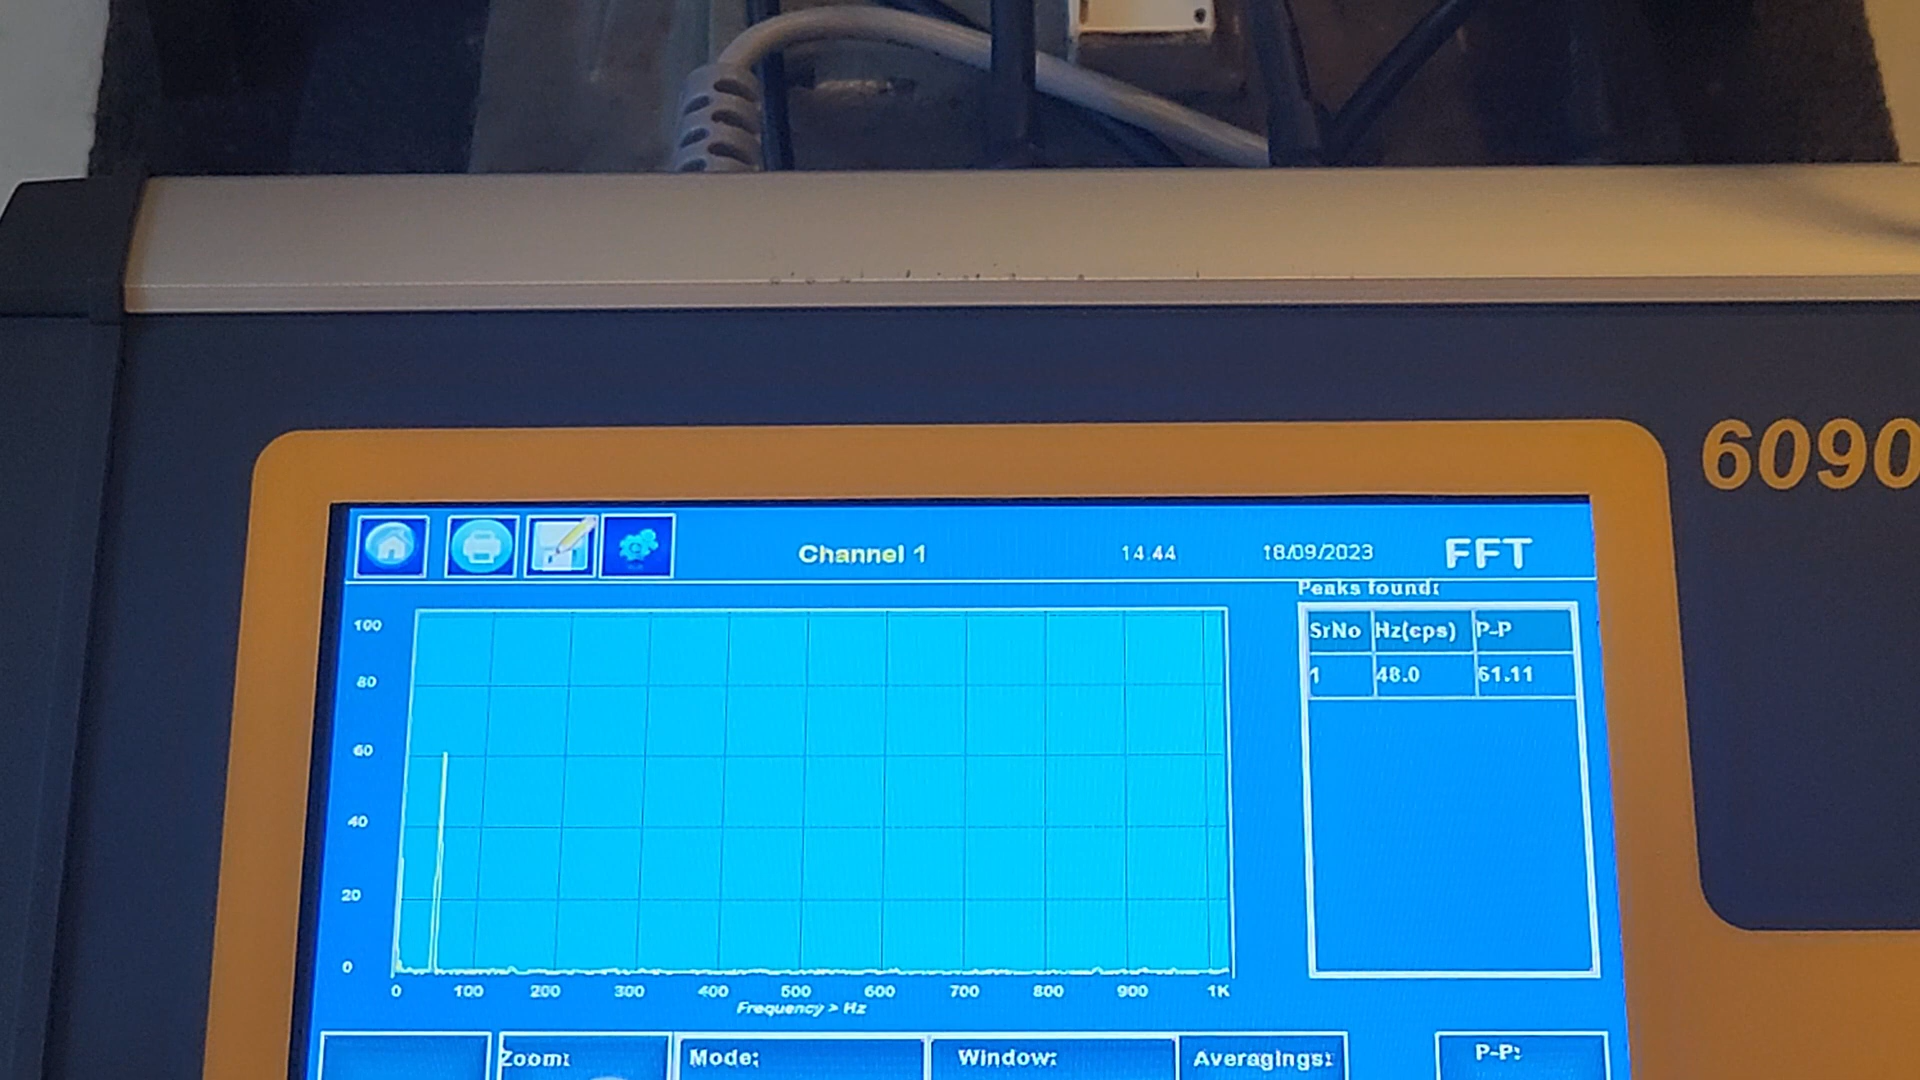 6090
Channel 1 14.44 18/09/2023 FFT
Peaks found:
SrNo Hz(cps) P-P
1 48.0 61.11
100
80
60
40
20
0
0 100 200 300 400 500 600 700 800 900 1K
Frequency > Hz
Zoom: Mode: Window: Averagings: P-P: